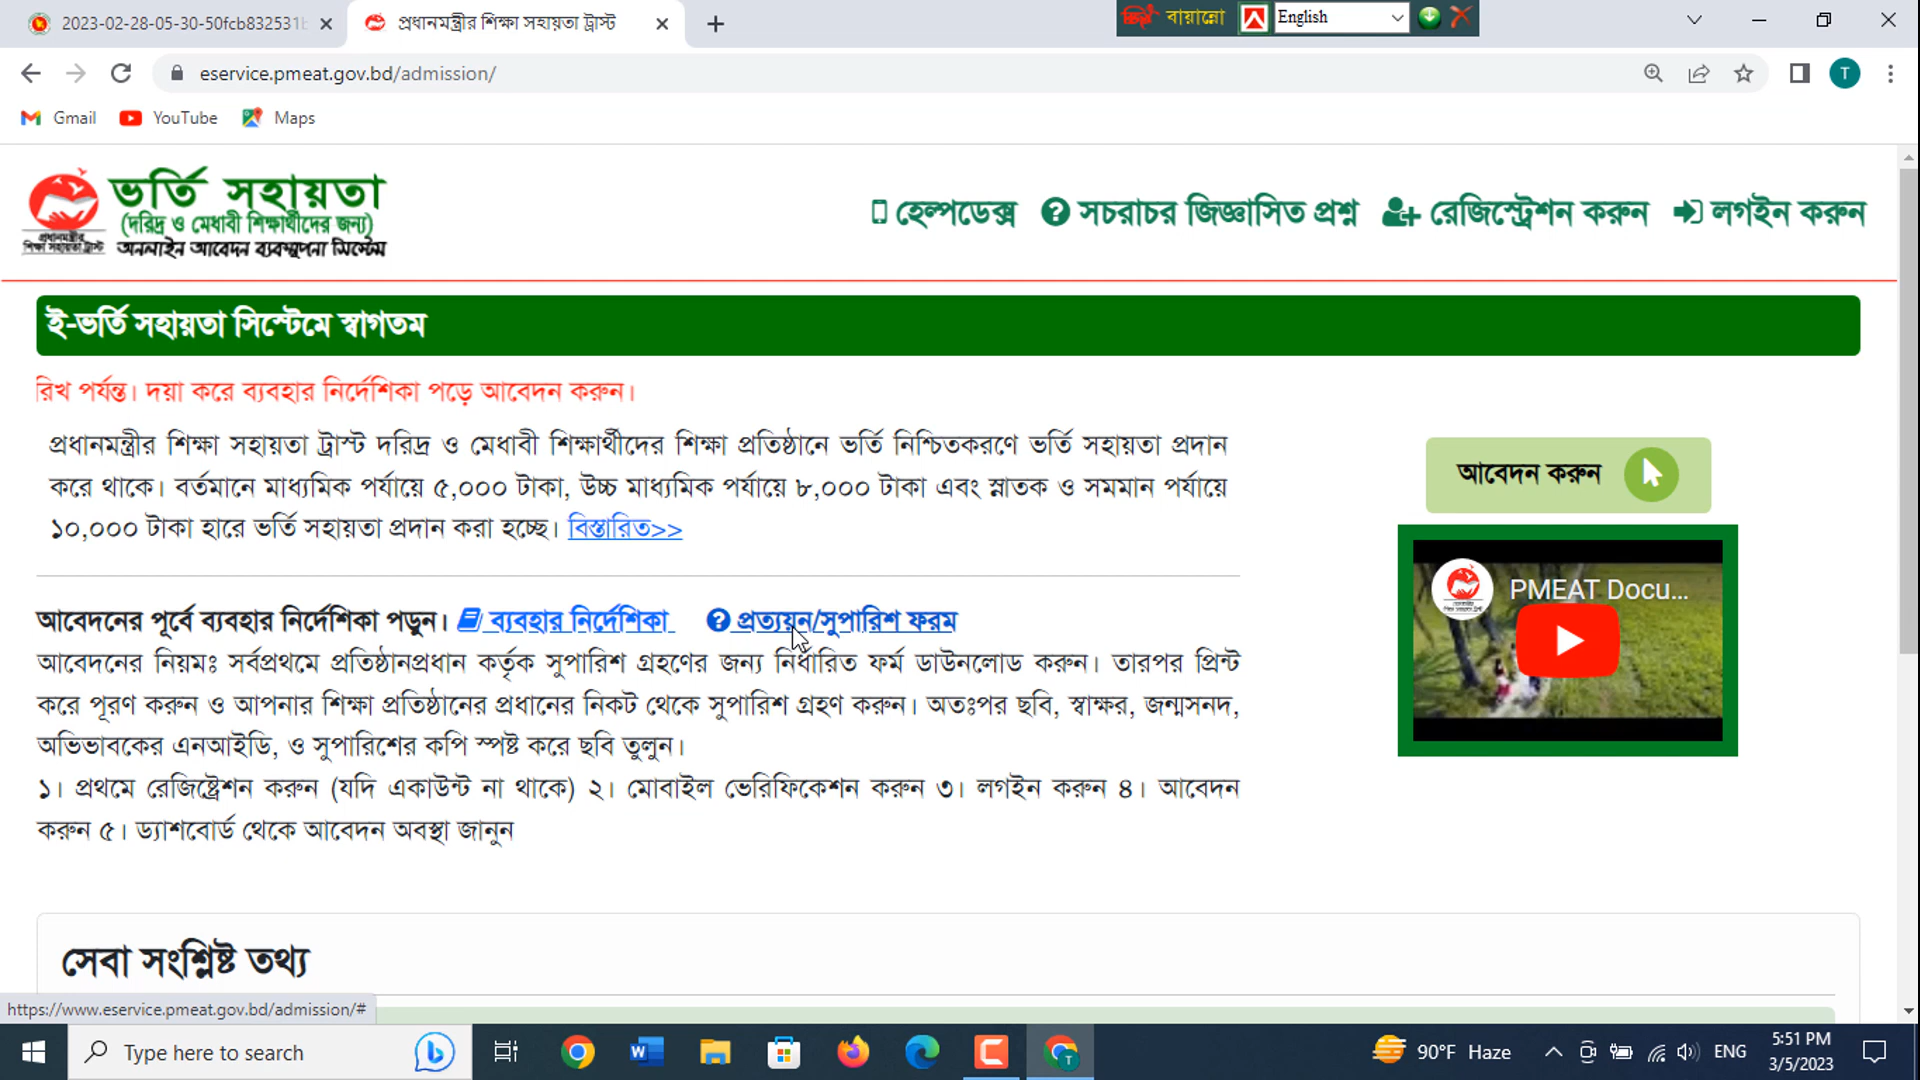 2023-02-28-05-30-50fcb832531b
প্রধানমন্ত্রীর শিক্ষা সহায়তা ট্রাস্ট
বায়ান্নো
English
eservice.pmeat.gov.bd/admission/
T
Gmail
YouTube
Maps
ভর্তি সহায়তা
(দরিদ্র ও মেধাবী শিক্ষার্থীদের জন্য)
অনলাইন আবেদন ব্যবস্থাপনা সিস্টেম
প্রধানমন্ত্রীর
শিক্ষা সহায়তা ট্রাস্ট
হেল্পডেক্স
সচরাচর জিজ্ঞাসিত প্রশ্ন
রেজিস্ট্রেশন করুন
লগইন করুন
ই-ভর্তি সহায়তা সিস্টেমে স্বাগতম
রিখ পর্যন্ত। দয়া করে ব্যবহার নির্দেশিকা পড়ে আবেদন করুন।
প্রধানমন্ত্রীর শিক্ষা সহায়তা ট্রাস্ট দরিদ্র ও মেধাবী শিক্ষার্থীদের শিক্ষা প্রতিষ্ঠানে ভর্তি নিশ্চিতকরণে ভর্তি সহায়তা প্রদান
করে থাকে। বর্তমানে মাধ্যমিক পর্যায়ে ৫,০০০ টাকা, উচ্চ মাধ্যমিক পর্যায়ে ৮,০০০ টাকা এবং স্নাতক ও সমমান পর্যায়ে
১০,০০০ টাকা হারে ভর্তি সহায়তা প্রদান করা হচ্ছে। বিস্তারিত>>
আবেদন করুন
PMEAT Docu...
আবেদনের পূর্বে ব্যবহার নির্দেশিকা পড়ুন। ব্যবহার নির্দেশিকা প্রত্যয়ন/সুপারিশ ফরম
আবেদনের নিয়মঃ সর্বপ্রথমে প্রতিষ্ঠানপ্রধান কর্তৃক সুপারিশ গ্রহণের জন্য নির্ধারিত ফর্ম ডাউনলোড করুন। তারপর প্রিন্ট
করে পূরণ করুন ও আপনার শিক্ষা প্রতিষ্ঠানের প্রধানের নিকট থেকে সুপারিশ গ্রহণ করুন। অতঃপর ছবি, স্বাক্ষর, জন্মসনদ,
অভিভাবকের এনআইডি, ও সুপারিশের কপি স্পষ্ট করে ছবি তুলুন।
১। প্রথমে রেজিষ্ট্রেশন করুন (যদি একাউন্ট না থাকে) ২। মোবাইল ভেরিফিকেশন করুন ৩। লগইন করুন ৪। আবেদন
করুন ৫। ড্যাশবোর্ড থেকে আবেদন অবস্থা জানুন
সেবা সংশ্লিষ্ট তথ্য
https://www.eservice.pmeat.gov.bd/admission/#
Type here to search
90°F Haze
ENG
5:51 PM
3/5/2023